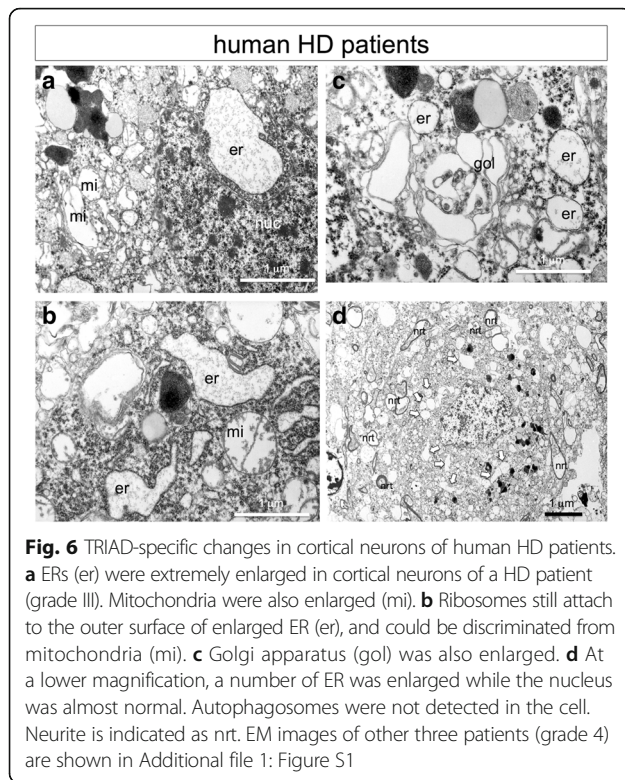 human HD patients
a
er
mi
mi
nuc
1 µm
c
er
gol
er
er
1 µm
b
er
mi
er
1 µm
d
nrt
nrt
nrt
nrt
nrt
nrt
nrt
nrt
1 µm
Fig. 6 TRIAD-specific changes in cortical neurons of human HD patients.
a ERs (er) were extremely enlarged in cortical neurons of a HD patient
(grade III). Mitochondria were also enlarged (mi). b Ribosomes still attach
to the outer surface of enlarged ER (er), and could be discriminated from
mitochondria (mi). c Golgi apparatus (gol) was also enlarged. d At
a lower magnification, a number of ER was enlarged while the nucleus
was almost normal. Autophagosomes were not detected in the cell.
Neurite is indicated as nrt. EM images of other three patients (grade 4)
are shown in Additional file 1: Figure S1